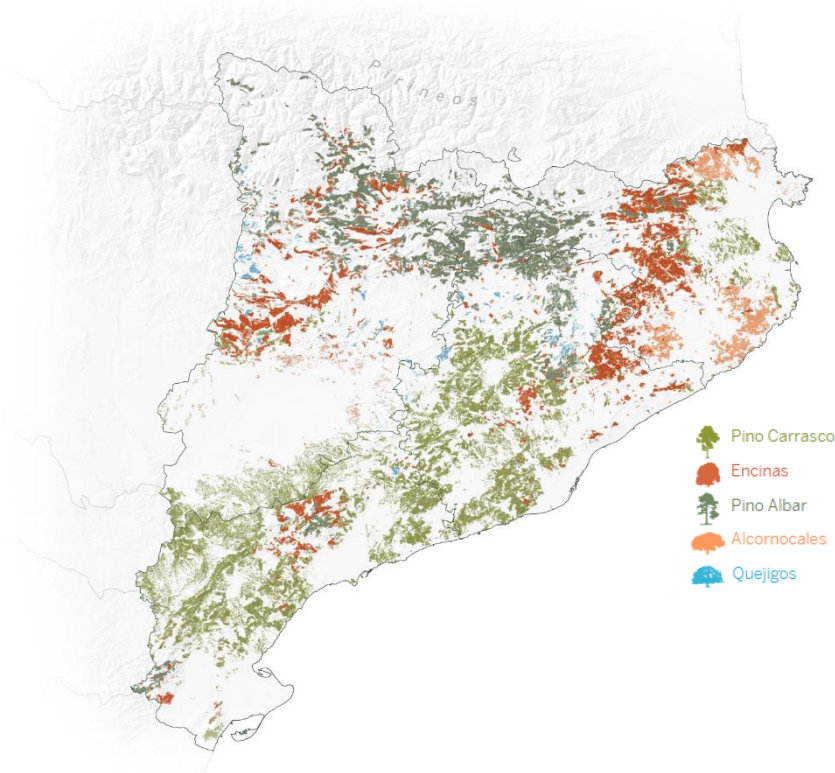 Pirineos
Pino Carrasco
Encinas
Pino Albar
Alcornocales
Quejigos